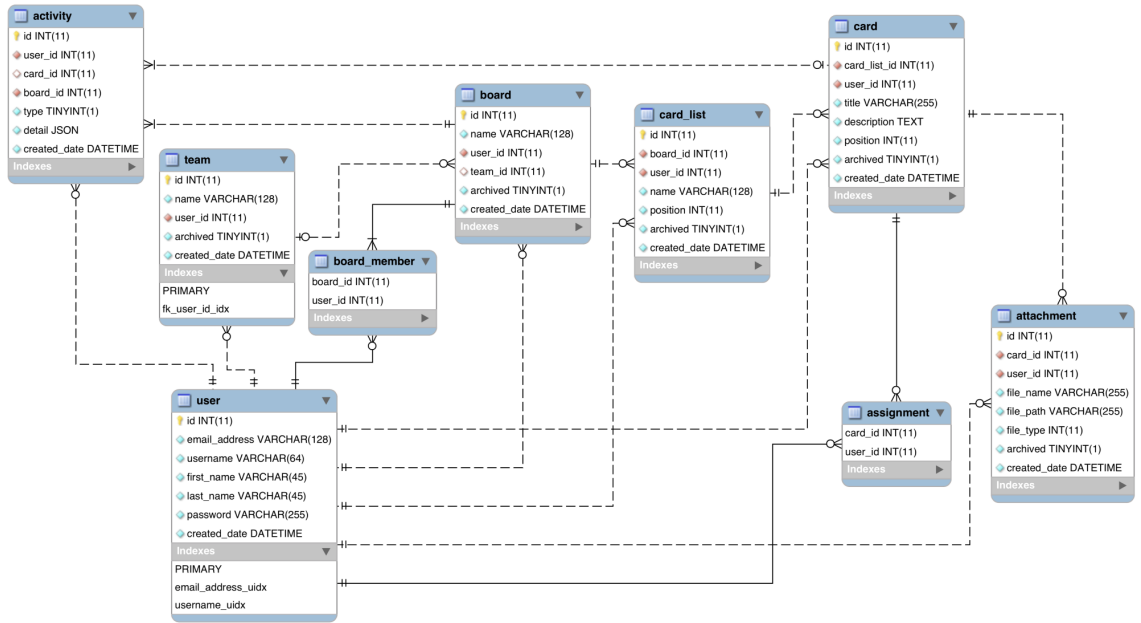 activity
id INT(11)
user_id INT(11)
card_id INT(11)
board_id INT(11)
type TINYINT(1)
detail JSON
created_date DATETIME
Indexes
team
id INT(11)
name VARCHAR(128)
user_id INT(11)
archived TINYINT(1)
created_date DATETIME
Indexes
PRIMARY
fk_user_id_idx
board
id INT(11)
name VARCHAR(128)
user_id INT(11)
team_id INT(11)
archived TINYINT(1)
created_date DATETIME
Indexes
board_member
board_id INT(11)
user_id INT(11)
Indexes
card_list
id INT(11)
board_id INT(11)
user_id INT(11)
name VARCHAR(128)
position INT(11)
archived TINYINT(1)
created_date DATETIME
Indexes
card
id INT(11)
card_list_id INT(11)
user_id INT(11)
title VARCHAR(255)
description TEXT
position INT(11)
archived TINYINT(1)
created_date DATETIME
Indexes
user
id INT(11)
email_address VARCHAR(128)
username VARCHAR(64)
first_name VARCHAR(45)
last_name VARCHAR(45)
password VARCHAR(255)
created_date DATETIME
Indexes
PRIMARY
email_address_uidx
username_uidx
assignment
card_id INT(11)
user_id INT(11)
Indexes
attachment
id INT(11)
card_id INT(11)
user_id INT(11)
file_name VARCHAR(255)
file_path VARCHAR(255)
file_type INT(11)
archived TINYINT(1)
created_date DATETIME
Indexes